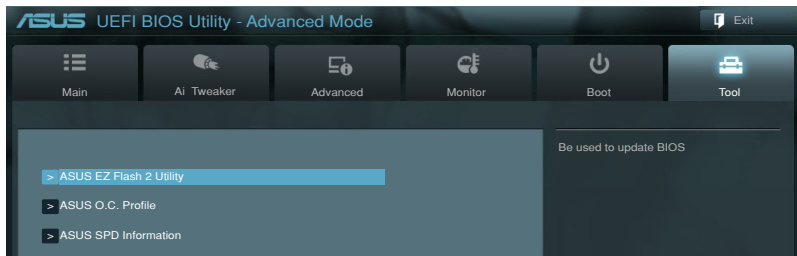 ASUS UEFI BIOS Utility - Advanced Mode
Exit
Main
Ai Tweaker
Advanced
Monitor
Boot
Tool
Be used to update BIOS
> ASUS EZ Flash 2 Utility
> ASUS O.C. Profile
> ASUS SPD Information